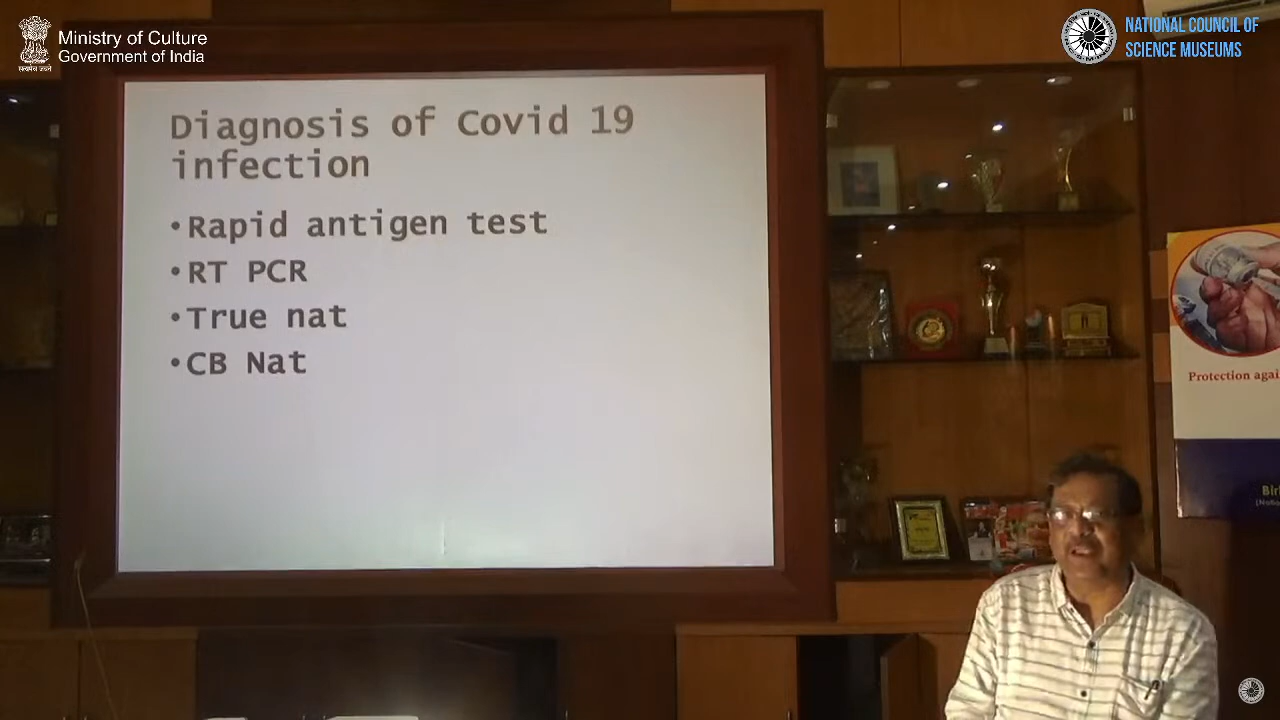 Ministry of Culture
Government of India
NATIONAL COUNCIL OF
SCIENCE MUSEUMS
Diagnosis of Covid 19
infection
•Rapid antigen test
•RT PCR
•True nat
•CB Nat
Protection agai
Bir